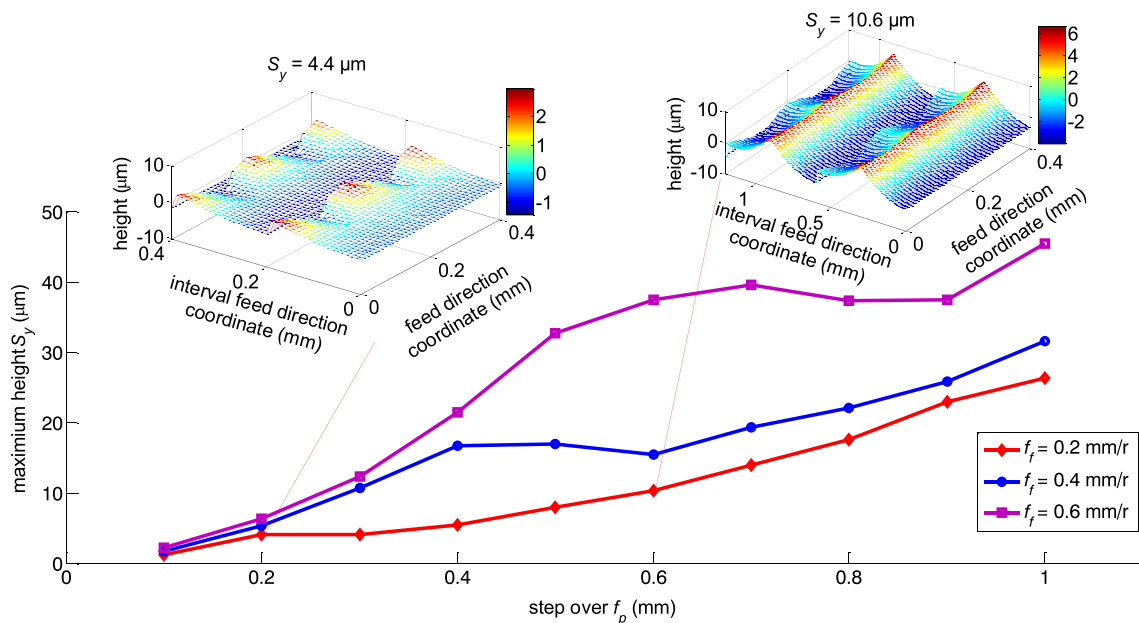 S_y = 4.4 μm
2
1
0
-1
height (μm)
10
0
-10
0.4
0.2
0
interval feed direction
coordinate (mm)
0
0.2
0.4
feed direction
coordinate (mm)
S_y = 10.6 μm
6
4
2
0
-2
height (μm)
10
0
-10
1
0.5
0
interval feed direction
coordinate (mm)
0
0.2
0.4
feed direction
coordinate (mm)
maximium height S_y (μm)
50
40
30
20
10
0
0
0.2
0.4
0.6
0.8
1
step over f_p (mm)
f_f = 0.2 mm/r
f_f = 0.4 mm/r
f_f = 0.6 mm/r